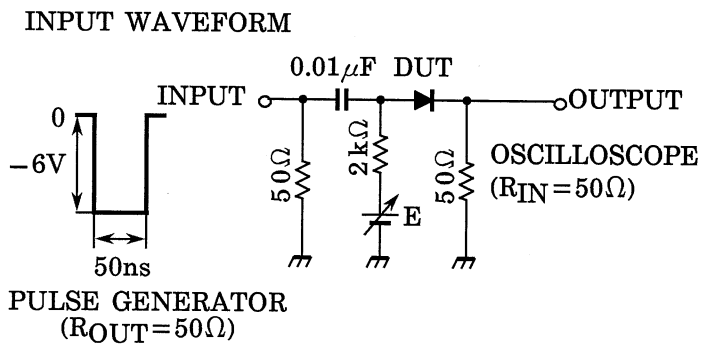 INPUT WAVEFORM
0.01μF DUT
INPUT
OUTPUT
0
−6V
50Ω
2kΩ
50Ω
E
OSCILLOSCOPE
(RIN=50Ω)
50ns
PULSE GENERATOR
(ROUT=50Ω)